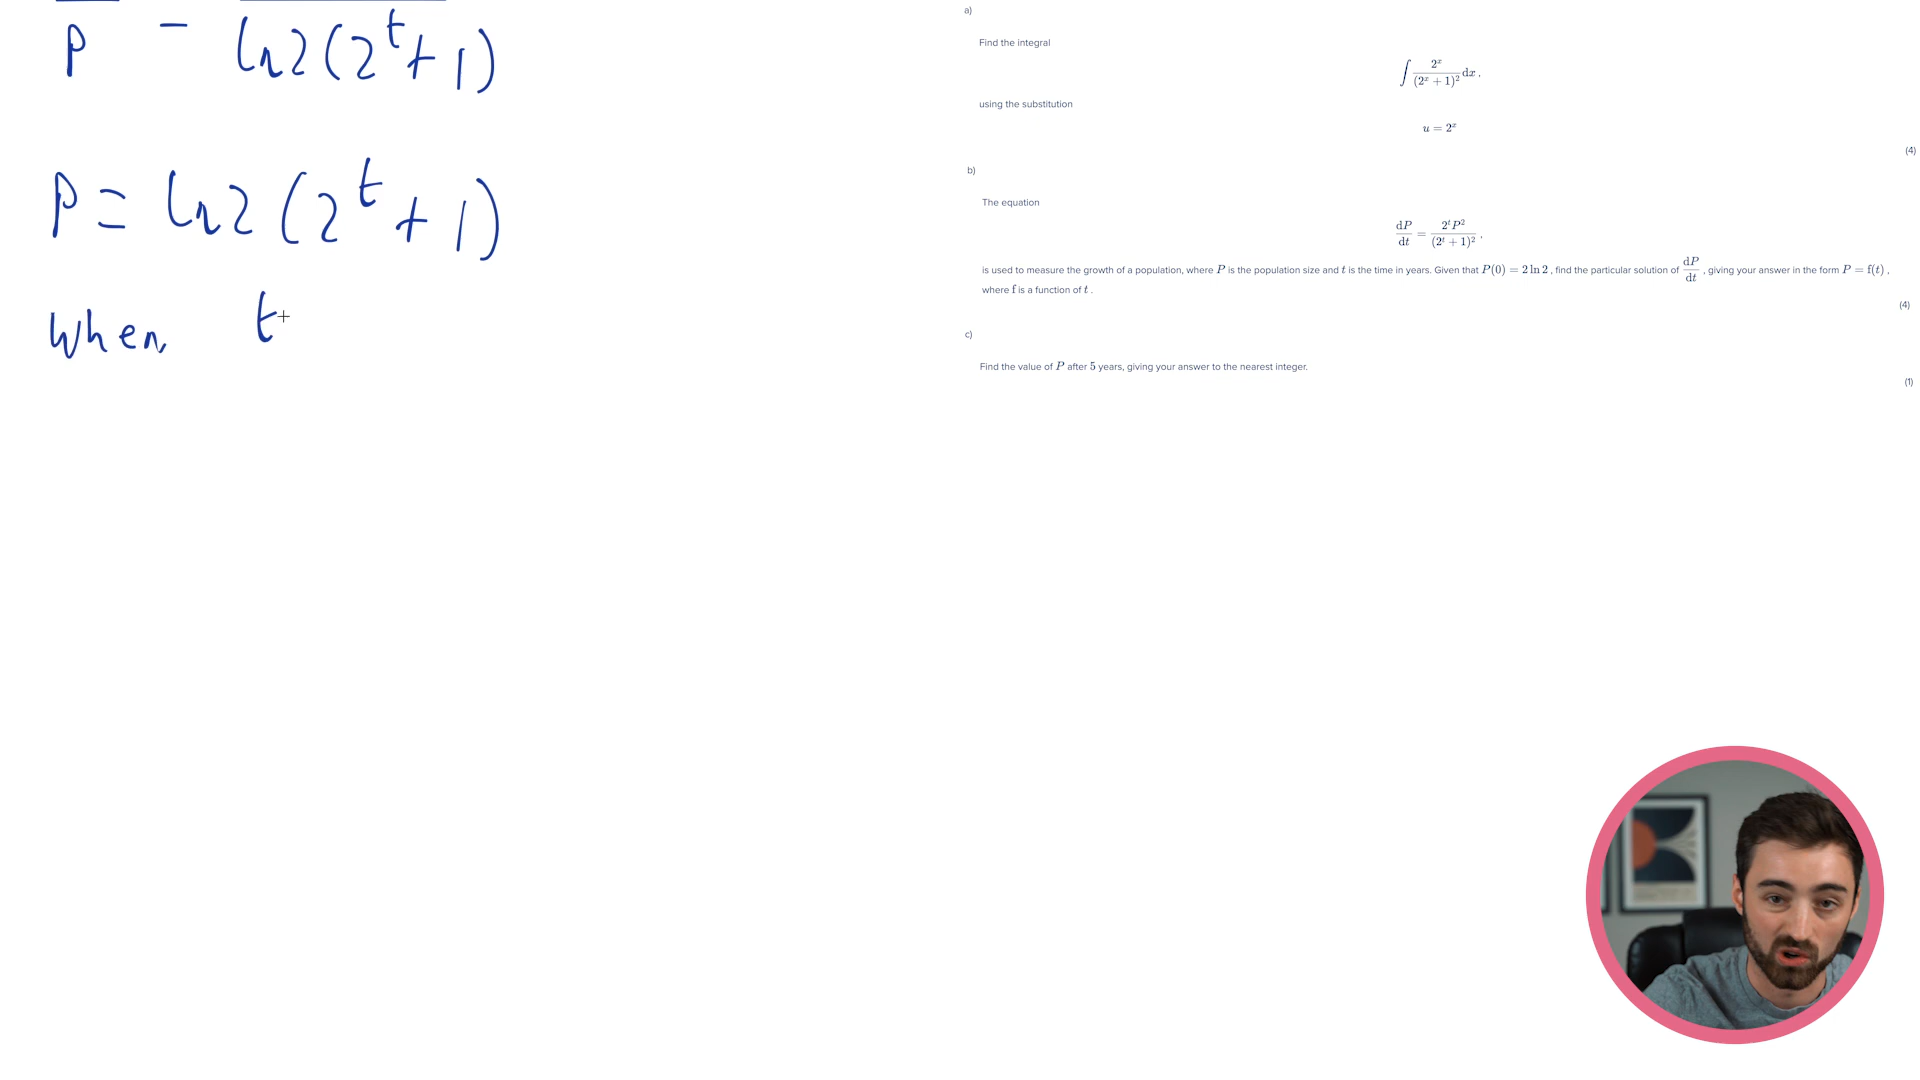 P = ln2(2^t + 1)
P = ln2 (2^t + 1)
When t
a)
Find the integral
∫ 2^x / (2^x + 1)^2 dx .
using the substitution
u = 2^x
(4)
b)
The equation
dP/dt = 2^t P^2 / (2^t + 1)^2 .
is used to measure the growth of a population, where P is the population size and t is the time in years. Given that P(0) = 2 ln 2 , find the particular solution of dP/dt , giving your answer in the form P = f(t) ,
where f is a function of t .
(4)
c)
Find the value of P after 5 years, giving your answer to the nearest integer.
(1)